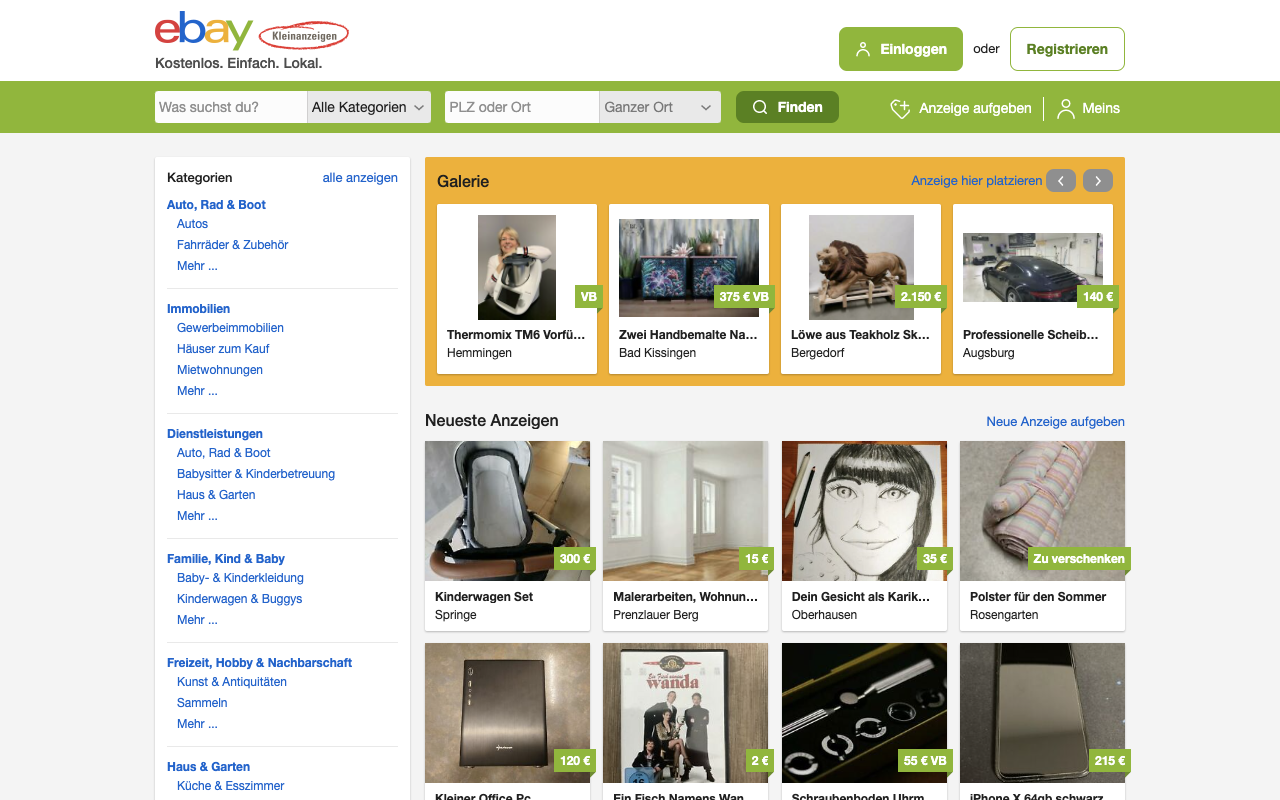 ebay Kleinanzeigen
Kostenlos. Einfach. Lokal.
Einloggen oder Registrieren
Was suchst du? Alle Kategorien PLZ oder Ort Ganzer Ort Finden Anzeige aufgeben Meins
Kategorien alle anzeigen
Auto, Rad & Boot
Autos
Fahrräder & Zubehör
Mehr ...
Immobilien
Gewerbeimmobilien
Häuser zum Kauf
Mietwohnungen
Mehr ...
Dienstleistungen
Auto, Rad & Boot
Babysitter & Kinderbetreuung
Haus & Garten
Mehr ...
Familie, Kind & Baby
Baby- & Kinderkleidung
Kinderwagen & Buggys
Mehr ...
Freizeit, Hobby & Nachbarschaft
Kunst & Antiquitäten
Sammeln
Mehr ...
Haus & Garten
Küche & Esszimmer
Galerie Anzeige hier platzieren
VB
Thermomix TM6 Vorfü...
Hemmingen
375 € VB
Zwei Handbemalte Na...
Bad Kissingen
2.150 €
Löwe aus Teakholz Sk...
Bergedorf
140 €
Professionelle Scheib...
Augsburg
Neueste Anzeigen Neue Anzeige aufgeben
300 €
Kinderwagen Set
Springe
15 €
Malerarbeiten, Wohnun...
Prenzlauer Berg
35 €
Dein Gesicht als Karik...
Oberhausen
Zu verschenken
Polster für den Sommer
Rosengarten
120 €
Kleiner Office Pc
Ein Fisch namens
wanda
16
2 €
Ein Fisch Namens Wan...
55 € VB
Schraubenboden Uhrm...
215 €
iPhone X 64gb schwarz